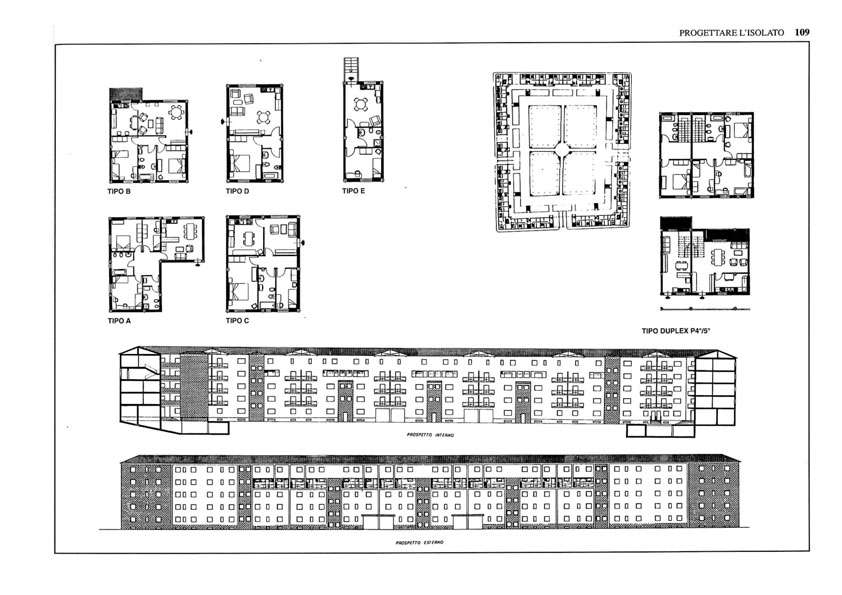 PROGETTARE L'ISOLATO 109
TIPO B
TIPO D
TIPO E
TIPO A
TIPO C
TIPO DUPLEX P4°/5°
PROSPETTO INTERNO
PROSPETTO ESTERNO